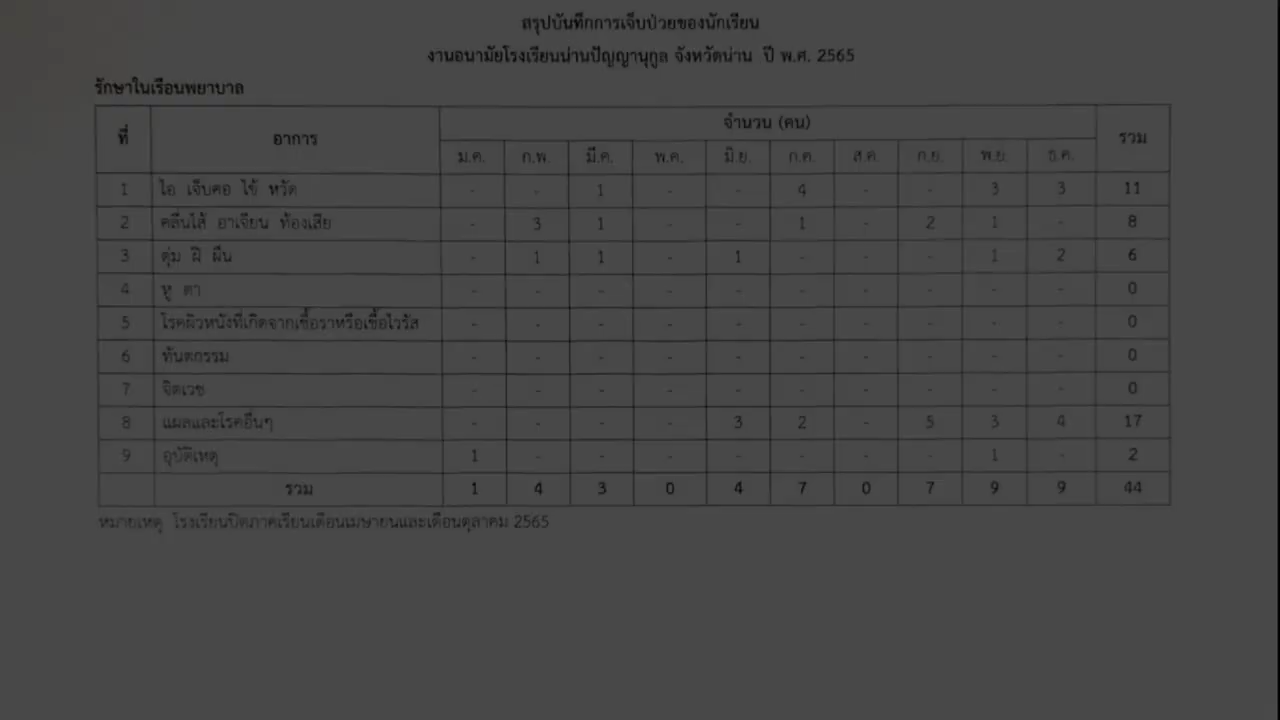 สรุปบันทึกการเจ็บป่วยของนักเรียน
งานอนามัยโรงเรียนน่านปัญญานุกูล จังหวัดน่าน ปี พ.ศ. 2565
รักษาในเรือนพยาบาล
ที่ อาการ จำนวน (คน) รวม
ม.ค. ก.พ. มี.ค. พ.ค. มิ.ย. ก.ค. ส.ค. ก.ย. พ.ย. ธ.ค.
1 ไอ เจ็บคอ ไข้ หวัด - - 1 - - 4 - - 3 3 11
2 คลื่นไส้ อาเจียน ท้องเสีย - 3 1 - - 1 - 2 1 - 8
3 ตุ่ม ฝี ผื่น - 1 1 - 1 - - - 1 2 6
4 หู ตา - - - - - - - - - - 0
5 โรคผิวหนังที่เกิดจากเชื้อราหรือเชื้อไวรัส - - - - - - - - - - 0
6 ทันตกรรม - - - - - - - - - - 0
7 จิตเวช - - - - - - - - - - 0
8 แผลและโรคอื่นๆ - - - - 3 2 - 5 3 4 17
9 อุบัติเหตุ 1 - - - - - - - 1 - 2
รวม 1 4 3 0 4 7 0 7 9 9 44
หมายเหตุ โรงเรียนปิดภาคเรียนเดือนเมษายนและเดือนตุลาคม 2565